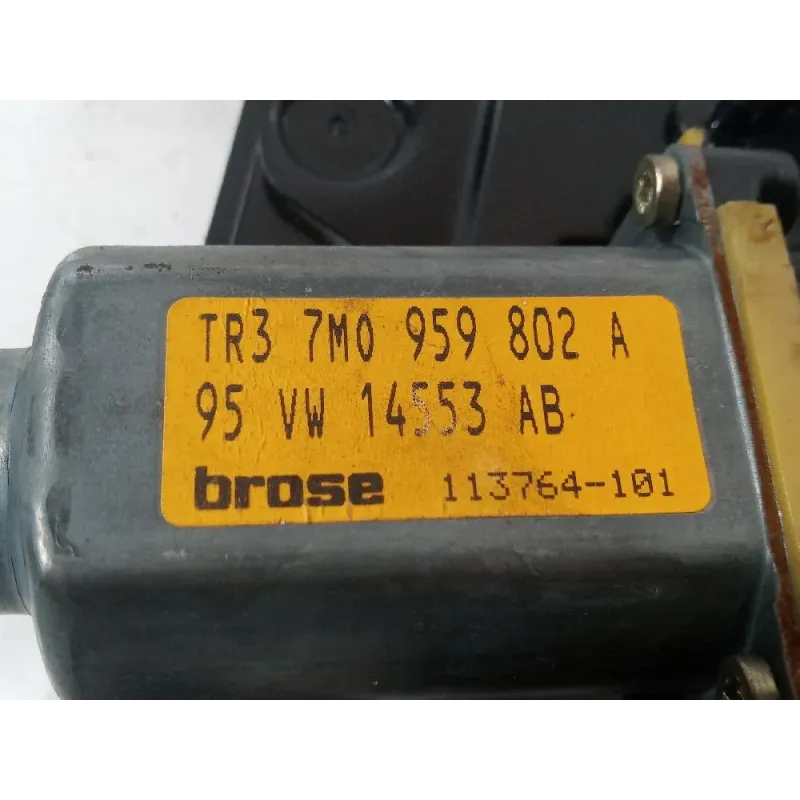 TR3 7M0 959 802 A
95 VW 14553 AB
brose 113764-101